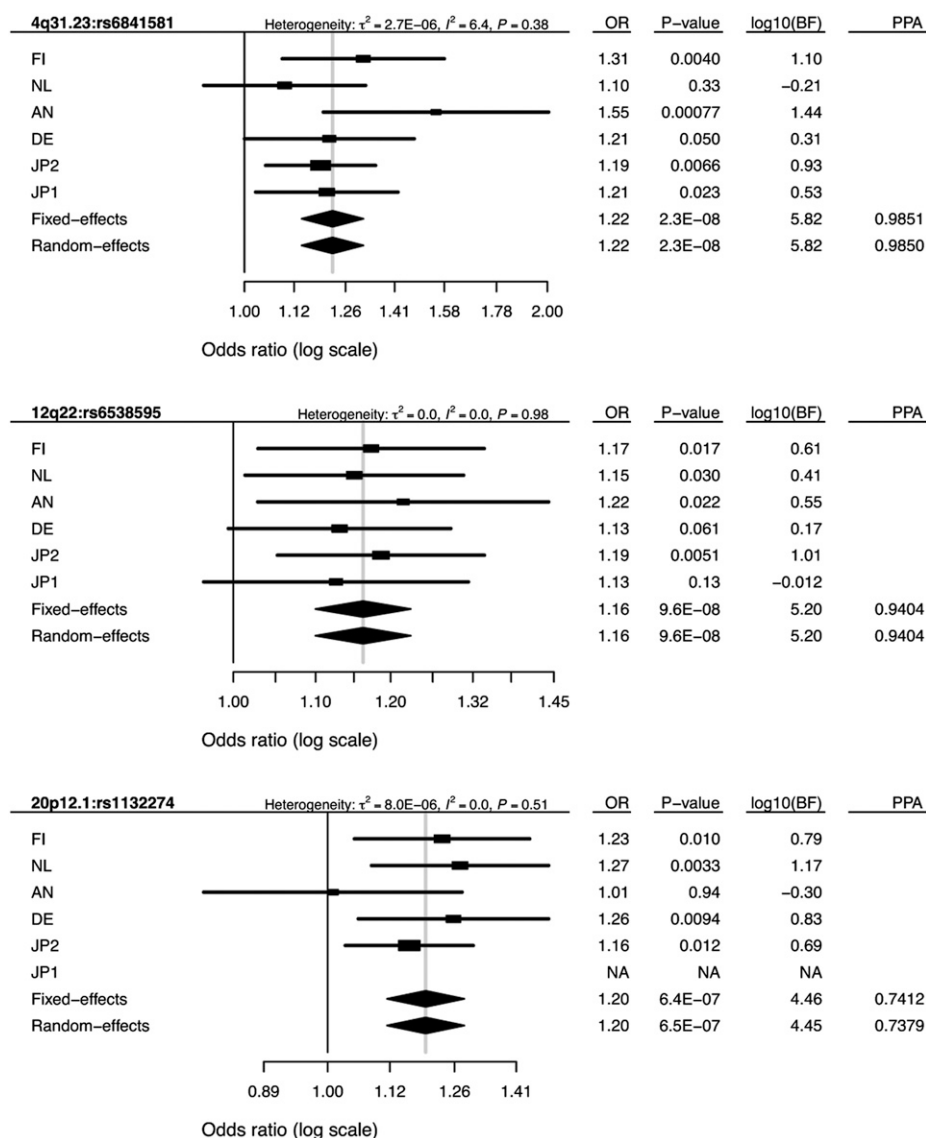 4q31.23:rs6841581 Heterogeneity: τ² = 2.7E−06, I² = 6.4, P = 0.38 OR P−value log10(BF) PPA
FI 1.31 0.0040 1.10
NL 1.10 0.33 −0.21
AN 1.55 0.00077 1.44
DE 1.21 0.050 0.31
JP2 1.19 0.0066 0.93
JP1 1.21 0.023 0.53
Fixed−effects 1.22 2.3E−08 5.82 0.9851
Random−effects 1.22 2.3E−08 5.82 0.9850
1.00 1.12 1.26 1.41 1.58 1.78 2.00
Odds ratio (log scale)
12q22:rs6538595 Heterogeneity: τ² = 0.0, I² = 0.0, P = 0.98 OR P−value log10(BF) PPA
FI 1.17 0.017 0.61
NL 1.15 0.030 0.41
AN 1.22 0.022 0.55
DE 1.13 0.061 0.17
JP2 1.19 0.0051 1.01
JP1 1.13 0.13 −0.012
Fixed−effects 1.16 9.6E−08 5.20 0.9404
Random−effects 1.16 9.6E−08 5.20 0.9404
1.00 1.10 1.20 1.32 1.45
Odds ratio (log scale)
20p12.1:rs1132274 Heterogeneity: τ² = 8.0E−06, I² = 0.0, P = 0.51 OR P−value log10(BF) PPA
FI 1.23 0.010 0.79
NL 1.27 0.0033 1.17
AN 1.01 0.94 −0.30
DE 1.26 0.0094 0.83
JP2 1.16 0.012 0.69
JP1 NA NA NA
Fixed−effects 1.20 6.4E−07 4.46 0.7412
Random−effects 1.20 6.5E−07 4.45 0.7379
0.89 1.00 1.12 1.26 1.41
Odds ratio (log scale)